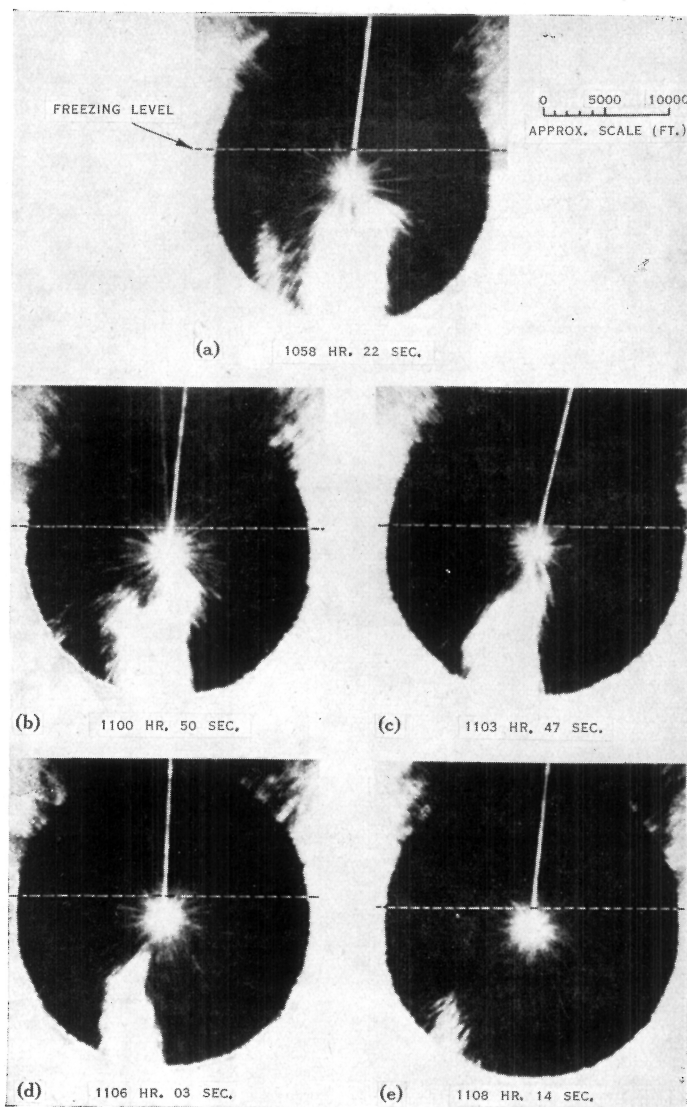 FREEZING LEVEL
0 5000 10000
APPROX. SCALE (FT.)
(a) 1058 HR. 22 SEC.
(b) 1100 HR. 50 SEC.
(c) 1103 HR. 47 SEC.
(d) 1106 HR. 03 SEC.
(e) 1108 HR. 14 SEC.